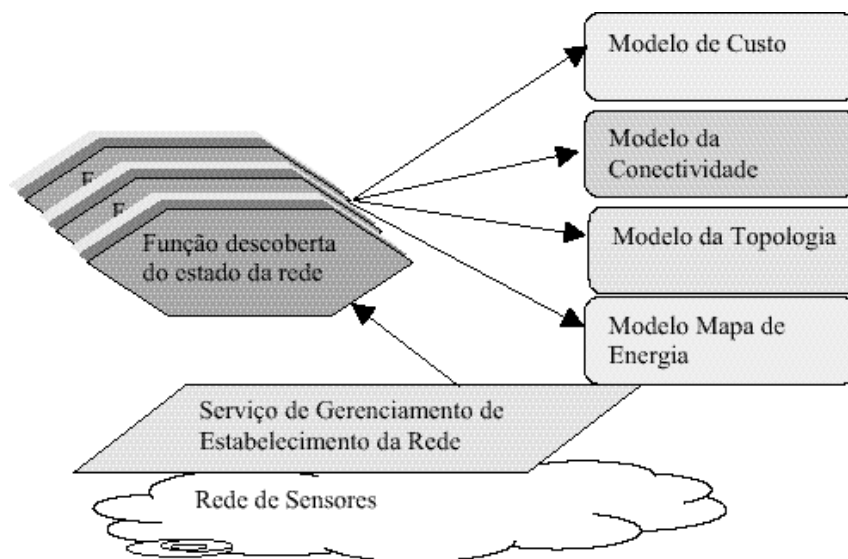 Modelo de Custo
Modelo da
Conectividade
Modelo da Topologia
Modelo Mapa de
Energia
F
F
Função descoberta
do estado da rede
Serviço de Gerenciamento de
Estabelecimento da Rede
Rede de Sensores